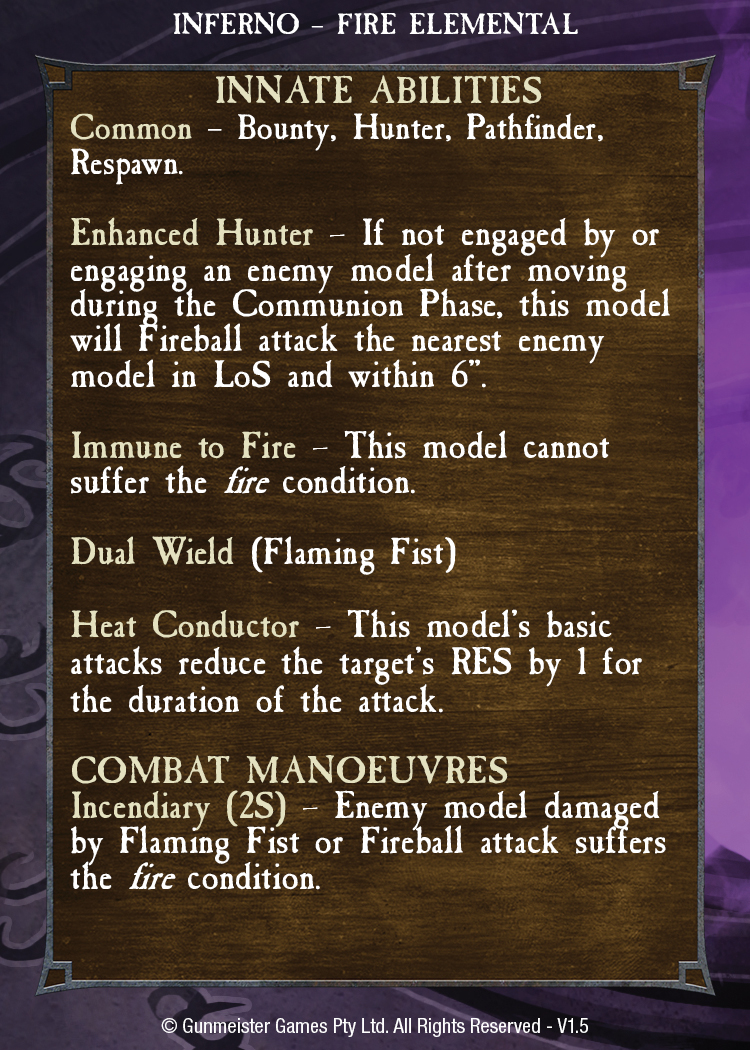 INFERNO – FIRE ELEMENTAL
INNATE ABILITIES
Common – Bounty, Hunter, Pathfinder,
Respawn.
Enhanced Hunter – If not engaged by or
engaging an enemy model after moving
during the Communion Phase, this model
will Fireball attack the nearest enemy
model in LoS and within 6”.
Immune to Fire – This model cannot
suffer the fire condition.
Dual Wield (Flaming Fist)
Heat Conductor – This model's basic
attacks reduce the target's RES by 1 for
the duration of the attack.
COMBAT MANOEUVRES
Incendiary (2S) – Enemy model damaged
by Flaming Fist or Fireball attack suffers
the fire condition.
© Gunmeister Games Pty Ltd. All Rights Reserved - V1.5